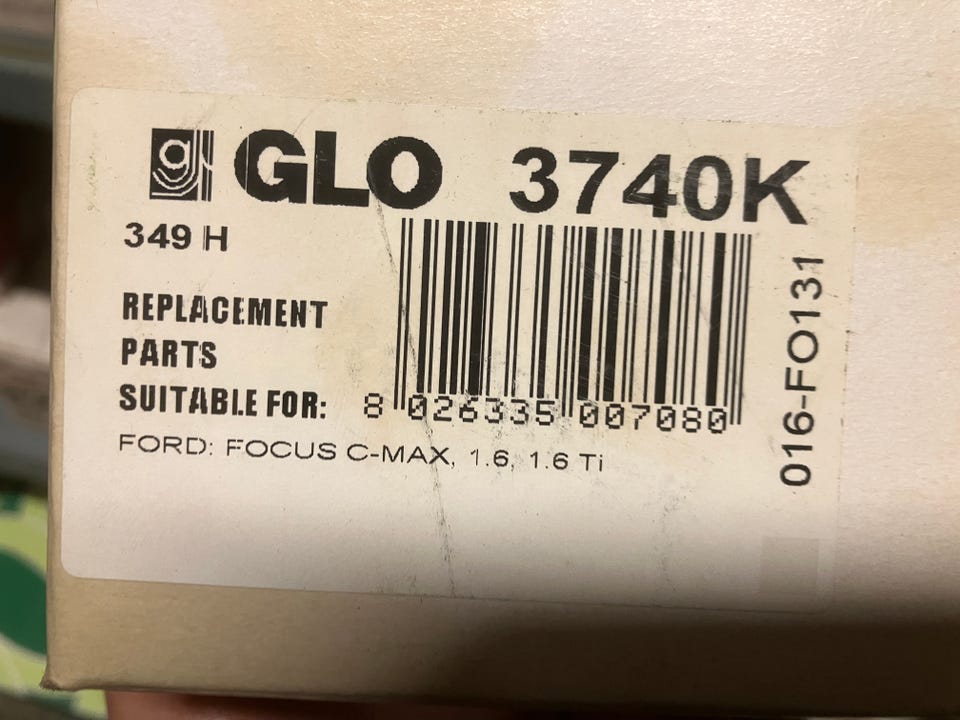 g GLO 3740K
349 H
REPLACEMENT
PARTS
SUITABLE FOR:
8 026335 007080
FORD: FOCUS C-MAX, 1.6, 1.6 Ti
016-FO131